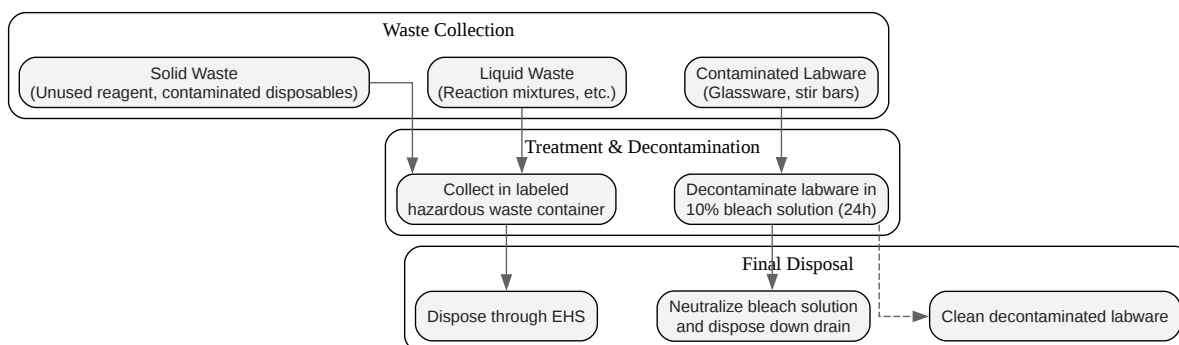 Waste Collection
Solid Waste
(Unused reagent, contaminated disposables)
Liquid Waste
(Reaction mixtures, etc.)
Contaminated Labware
(Glassware, stir bars)
Treatment & Decontamination
Collect in labeled
hazardous waste container
Decontaminate labware in
10% bleach solution (24h)
Final Disposal
Dispose through EHS
Neutralize bleach solution
and dispose down drain
Clean decontaminated labware